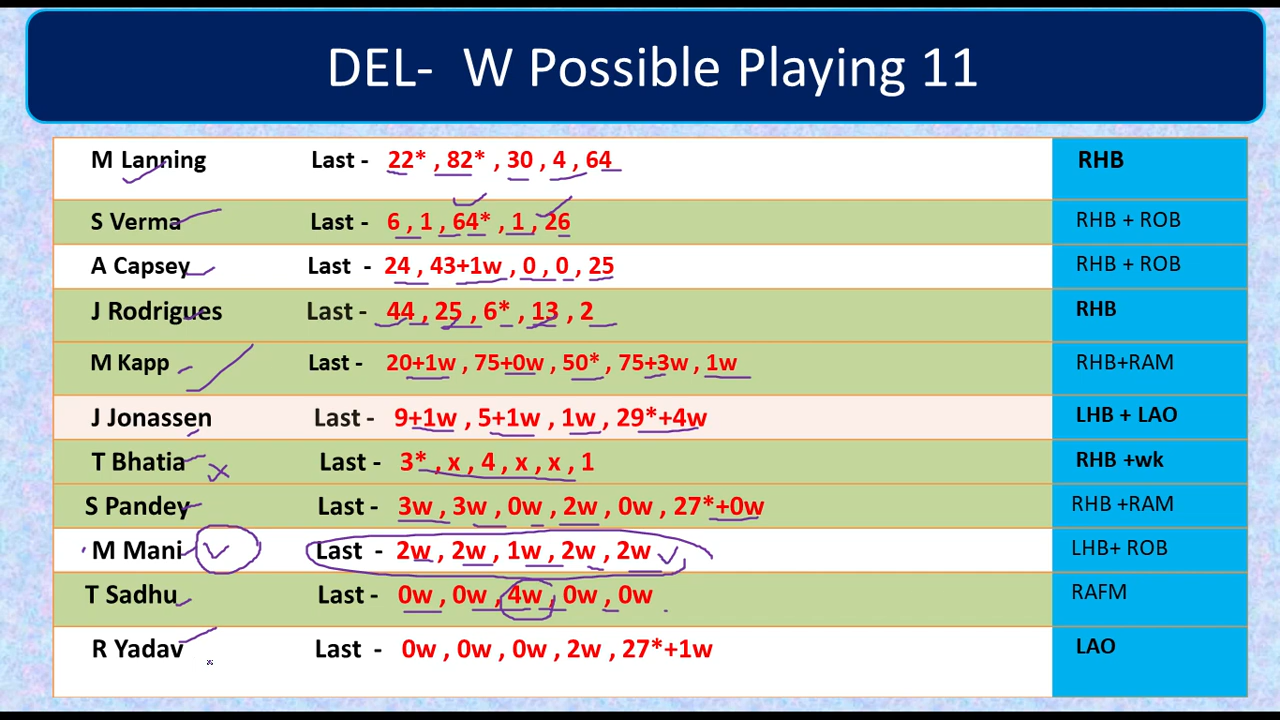 DEL- W Possible Playing 11
M Lanning Last - 22* , 82* , 30 , 4 , 64 RHB
S Verma Last - 6 , 1 , 64* , 1 , 26 RHB + ROB
A Capsey Last - 24 , 43+1w , 0 , 0 , 25 RHB + ROB
J Rodrigues Last - 44 , 25 , 6* , 13 , 2 RHB
M Kapp Last - 20+1w , 75+0w , 50* , 75+3w , 1w RHB+RAM
J Jonassen Last - 9+1w , 5+1w , 1w , 29*+4w LHB + LAO
T Bhatia Last - 3* , x , 4 , x , x , 1 RHB +wk
S Pandey Last - 3w , 3w , 0w , 2w , 0w , 27*+0w RHB +RAM
M Mani Last - 2w , 2w , 1w , 2w , 2w LHB+ ROB
T Sadhu Last - 0w , 0w , 4w , 0w , 0w RAFM
R Yadav Last - 0w , 0w , 0w , 2w , 27*+1w LAO